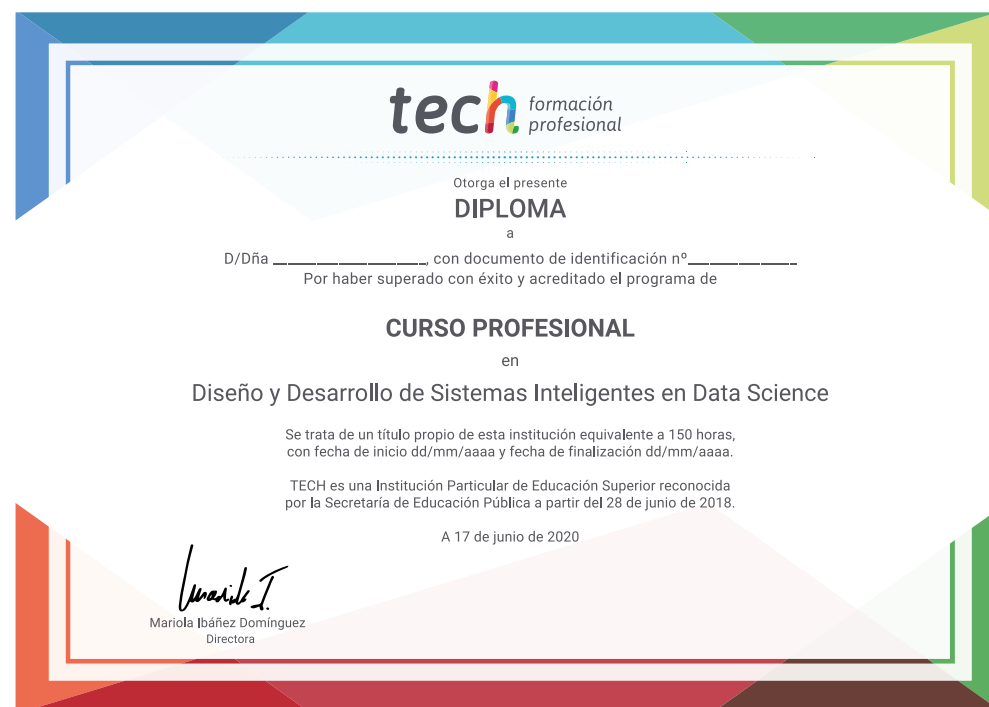 tech formación
profesional
Otorga el presente
DIPLOMA
a
D/Dña ____________________, con documento de identificación nº______________
Por haber superado con éxito y acreditado el programa de
CURSO PROFESIONAL
en
Diseño y Desarrollo de Sistemas Inteligentes en Data Science
Se trata de un título propio de esta institución equivalente a 150 horas,
con fecha de inicio dd/mm/aaaa y fecha de finalización dd/mm/aaaa.
TECH es una Institución Particular de Educación Superior reconocida
por la Secretaría de Educación Pública a partir del 28 de junio de 2018.
A 17 de junio de 2020
Mariola Ibáñez Domínguez
Directora